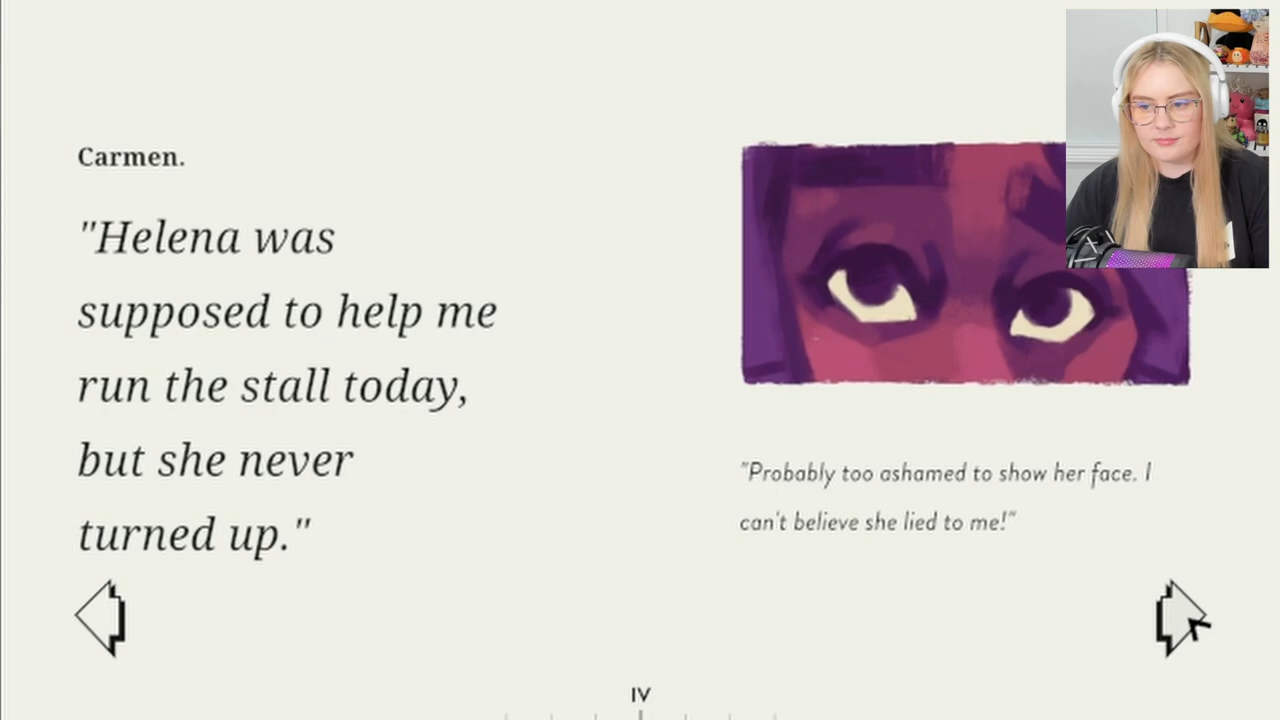 Carmen.
"Helena was
supposed to help me
run the stall today,
but she never
turned up."
"Probably too ashamed to show her face. I
can't believe she lied to me!"
IV